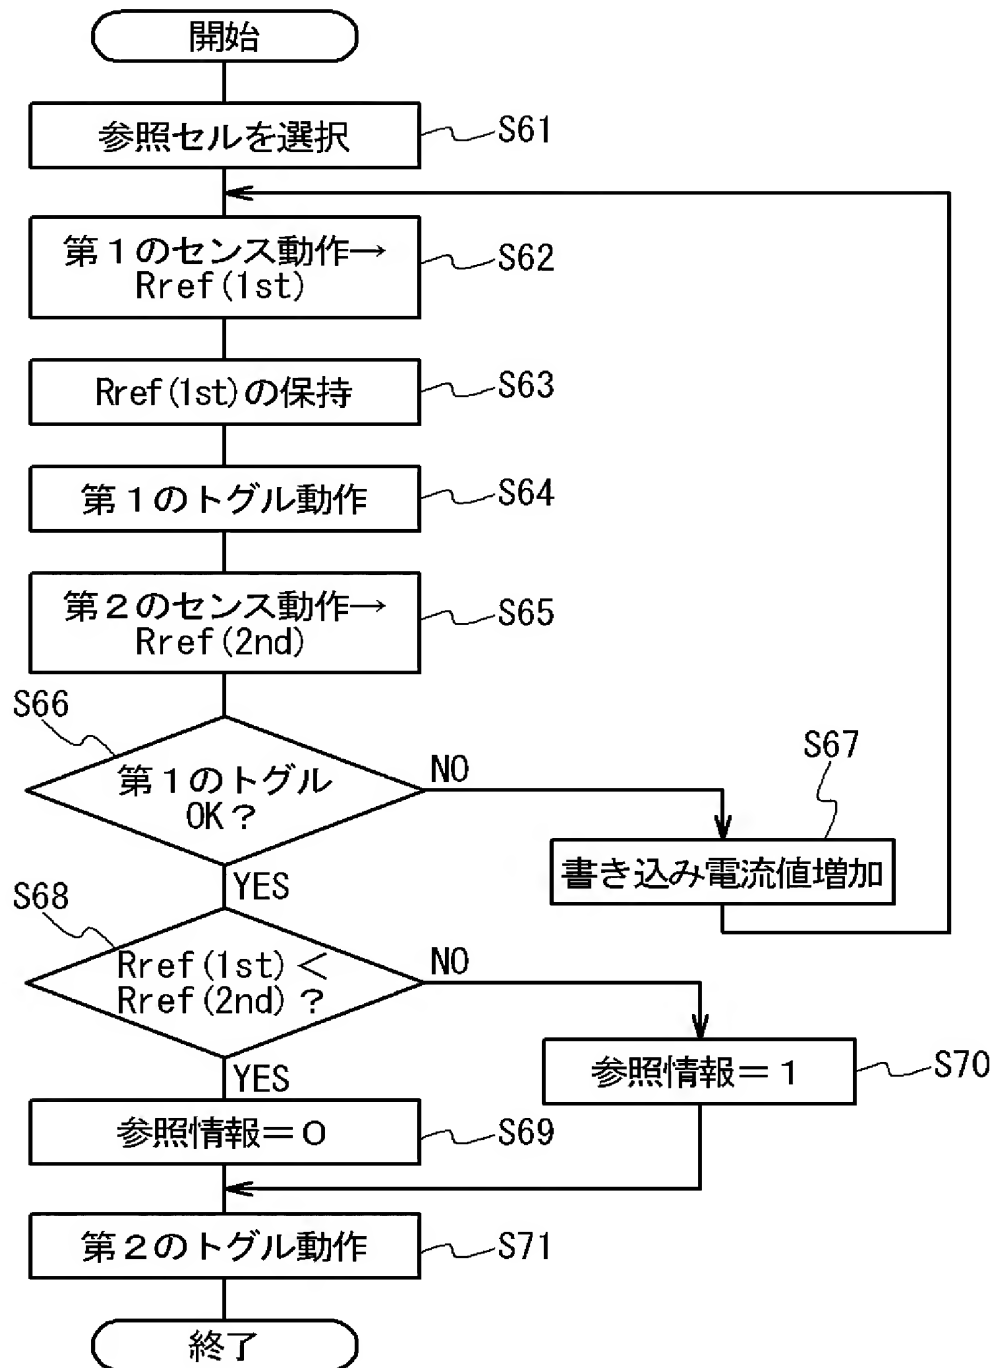 開始
参照セルを選択
S61
第１のセンス動作→
Rref(1st)
S62
Rref(1st)の保持
S63
第１のトグル動作
S64
第２のセンス動作→
Rref(2nd)
S65
S66
第１のトグル
OK？
NO
S67
書き込み電流値増加
YES
S68
Rref(1st)＜
Rref(2nd)？
NO
YES
参照情報＝１
S70
参照情報＝０
S69
第２のトグル動作
S71
終了